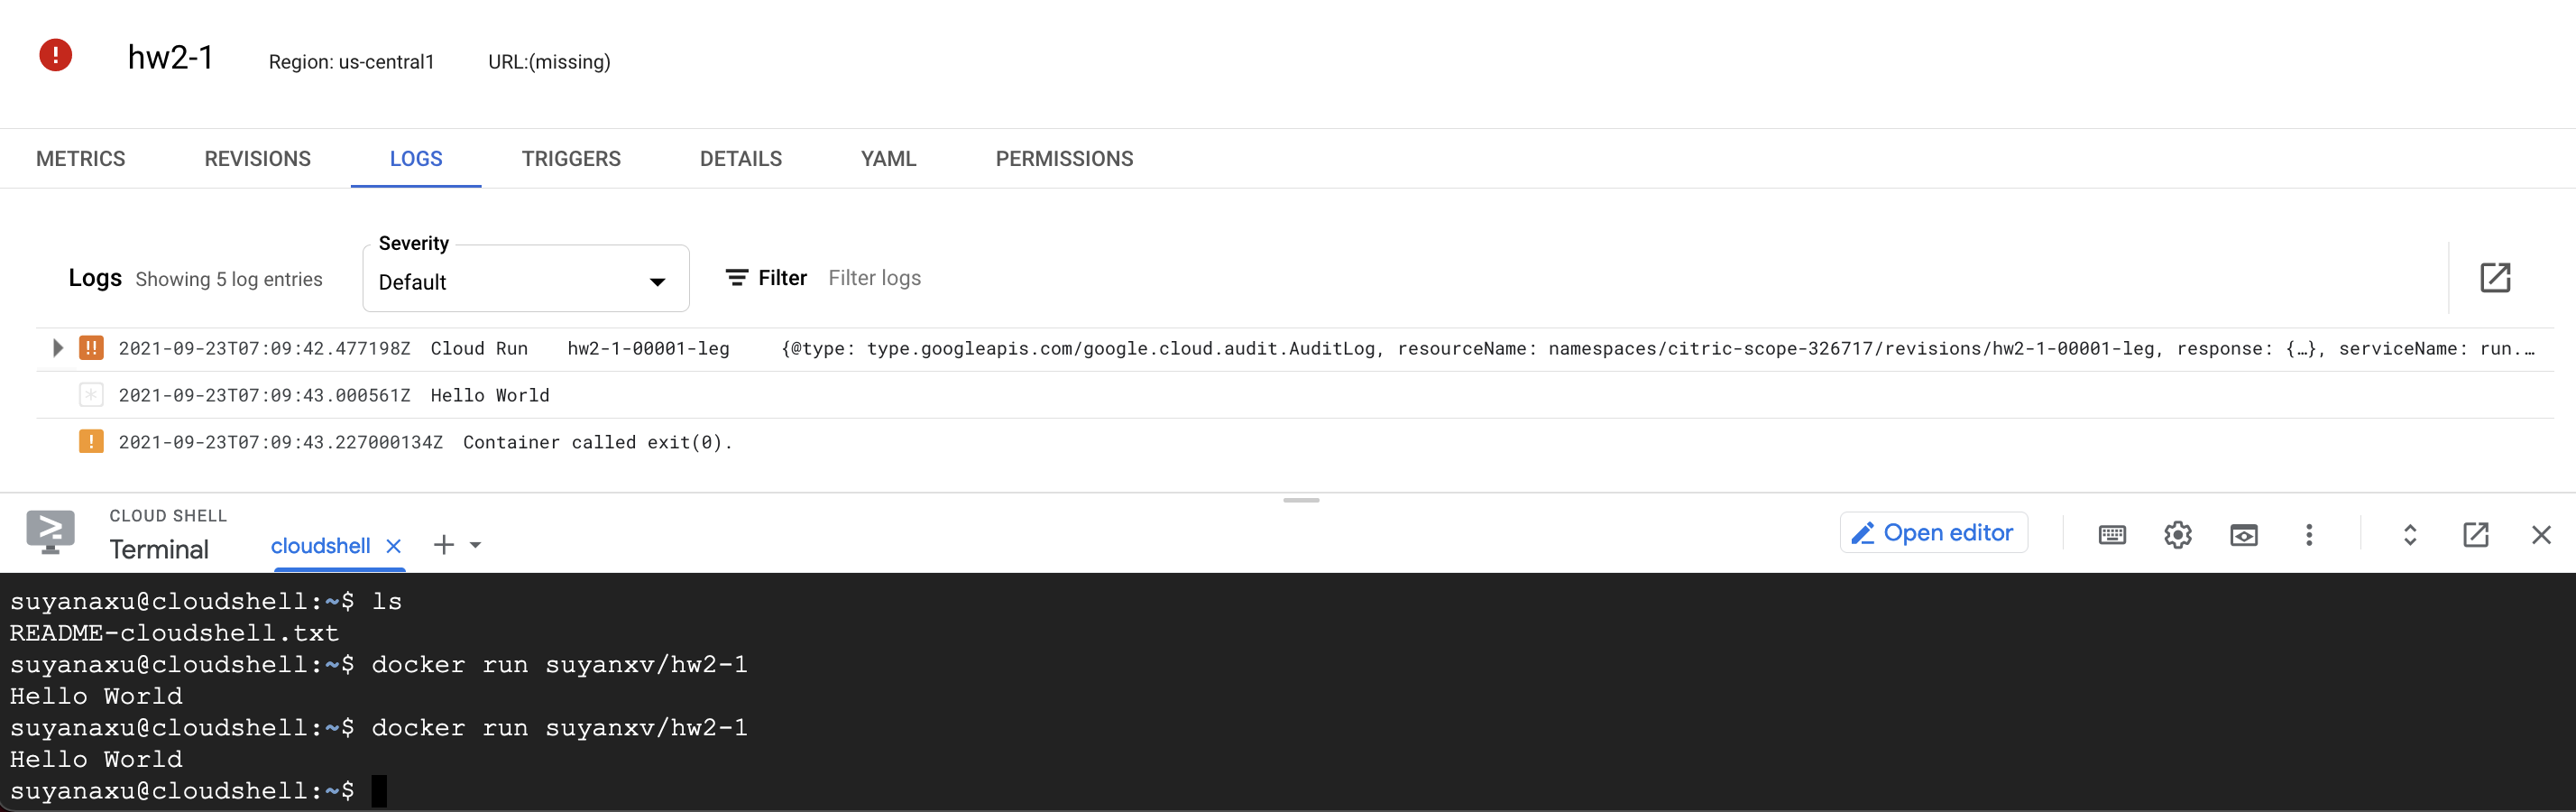 hw2-1 Region: us-central1 URL:(missing)
METRICS REVISIONS LOGS TRIGGERS DETAILS YAML PERMISSIONS
Severity
Logs Showing 5 log entries Default Filter Filter logs
!! 2021-09-23T07:09:42.477198Z Cloud Run hw2-1-00001-leg {@type: type.googleapis.com/google.cloud.audit.AuditLog, resourceName: namespaces/citric-scope-326717/revisions/hw2-1-00001-leg, response: {…}, serviceName: run.…
* 2021-09-23T07:09:43.000561Z Hello World
! 2021-09-23T07:09:43.227000134Z Container called exit(0).
CLOUD SHELL
Terminal cloudshell Open editor
suyanaxu@cloudshell:~$ ls
README-cloudshell.txt
suyanaxu@cloudshell:~$ docker run suyanxv/hw2-1
Hello World
suyanaxu@cloudshell:~$ docker run suyanxv/hw2-1
Hello World
suyanaxu@cloudshell:~$